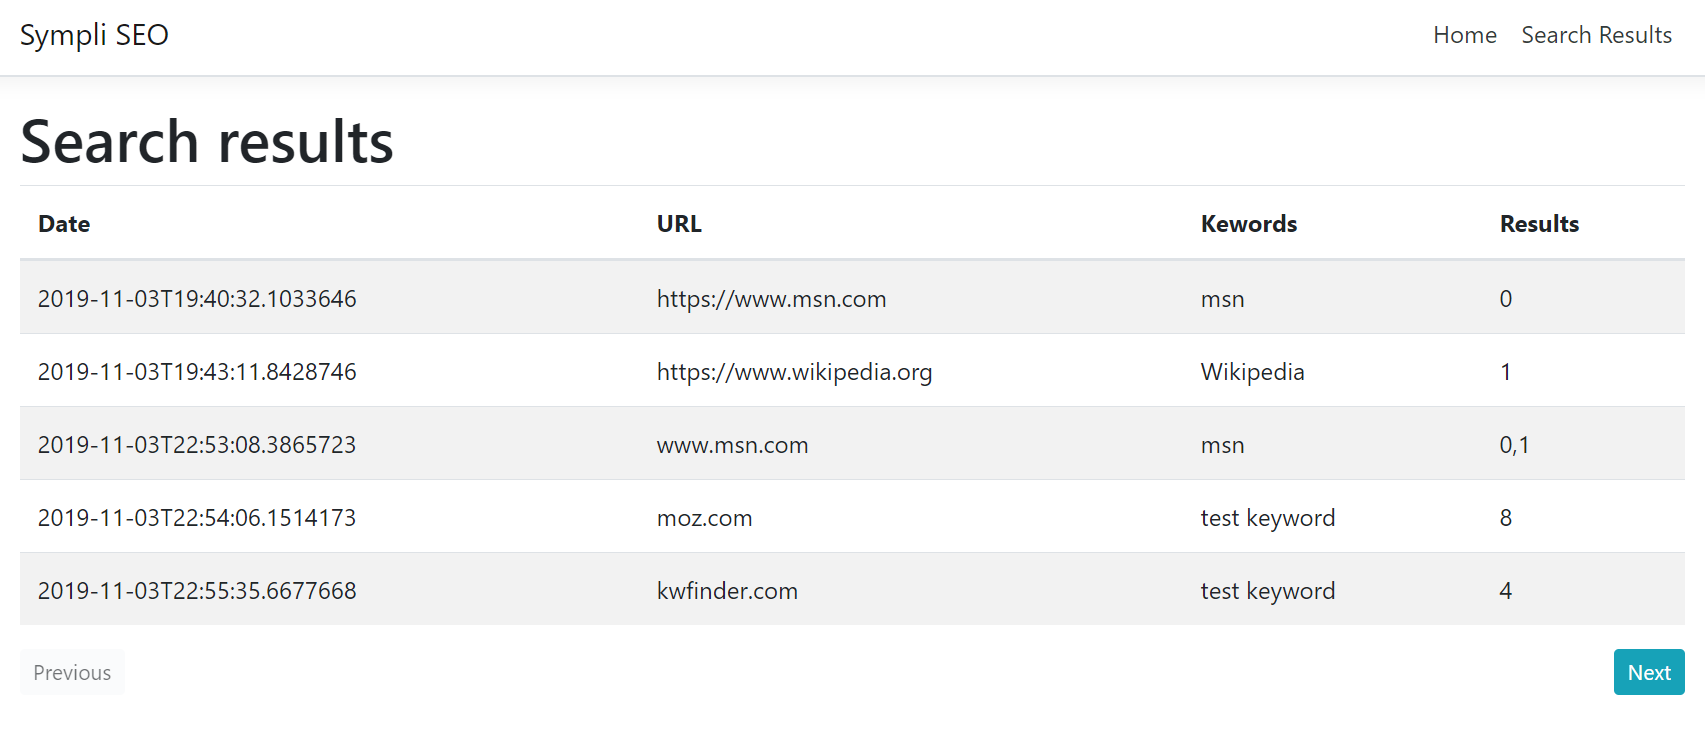 Sympli SEO Home Search Results
Search results
Date URL Kewords Results
2019-11-03T19:40:32.1033646 https://www.msn.com msn 0
2019-11-03T19:43:11.8428746 https://www.wikipedia.org Wikipedia 1
2019-11-03T22:53:08.3865723 www.msn.com msn 0,1
2019-11-03T22:54:06.1514173 moz.com test keyword 8
2019-11-03T22:55:35.6677668 kwfinder.com test keyword 4
Previous Next